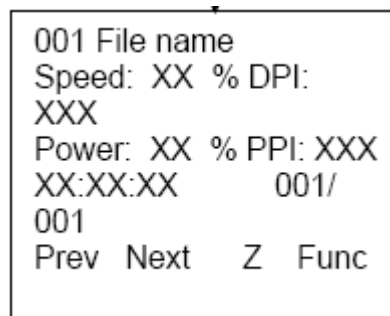 001 File name
Speed: XX % DPI:
XXX
Power: XX % PPI: XXX
XX:XX:XX 001/
001
Prev Next Z Func